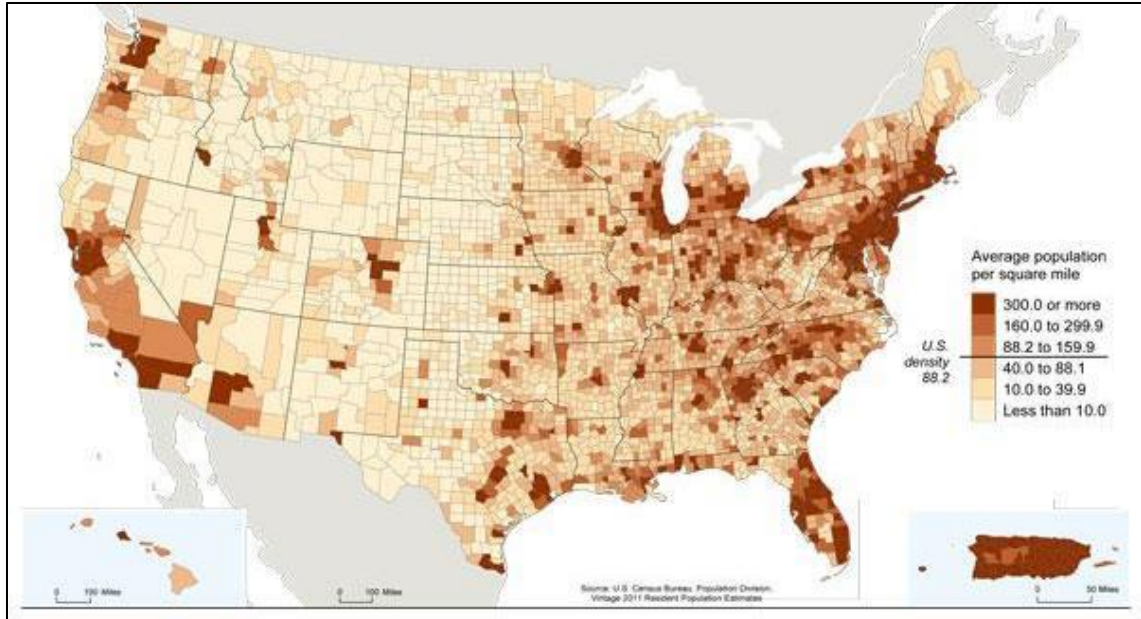 Average population
per square mile
300.0 or more
160.0 to 299.9
88.2 to 159.9
U.S.
density
88.2
40.0 to 88.1
10.0 to 39.9
Less than 10.0
0 100 Miles
0 100 Miles
Source: U.S. Census Bureau, Population Division,
Vintage 2011 Resident Population Estimates
0 50 Miles